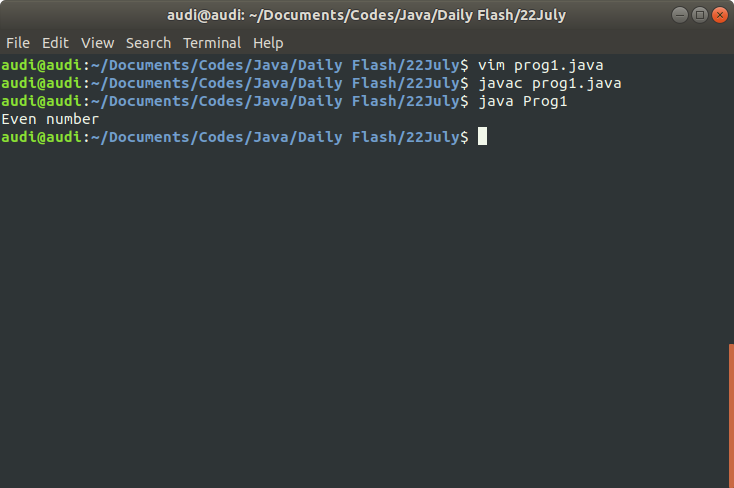 audi@audi: ~/Documents/Codes/Java/Daily Flash/22July
File Edit View Search Terminal Help
audi@audi:~/Documents/Codes/Java/Daily Flash/22July$ vim prog1.java
audi@audi:~/Documents/Codes/Java/Daily Flash/22July$ javac prog1.java
audi@audi:~/Documents/Codes/Java/Daily Flash/22July$ java Prog1
Even number
audi@audi:~/Documents/Codes/Java/Daily Flash/22July$